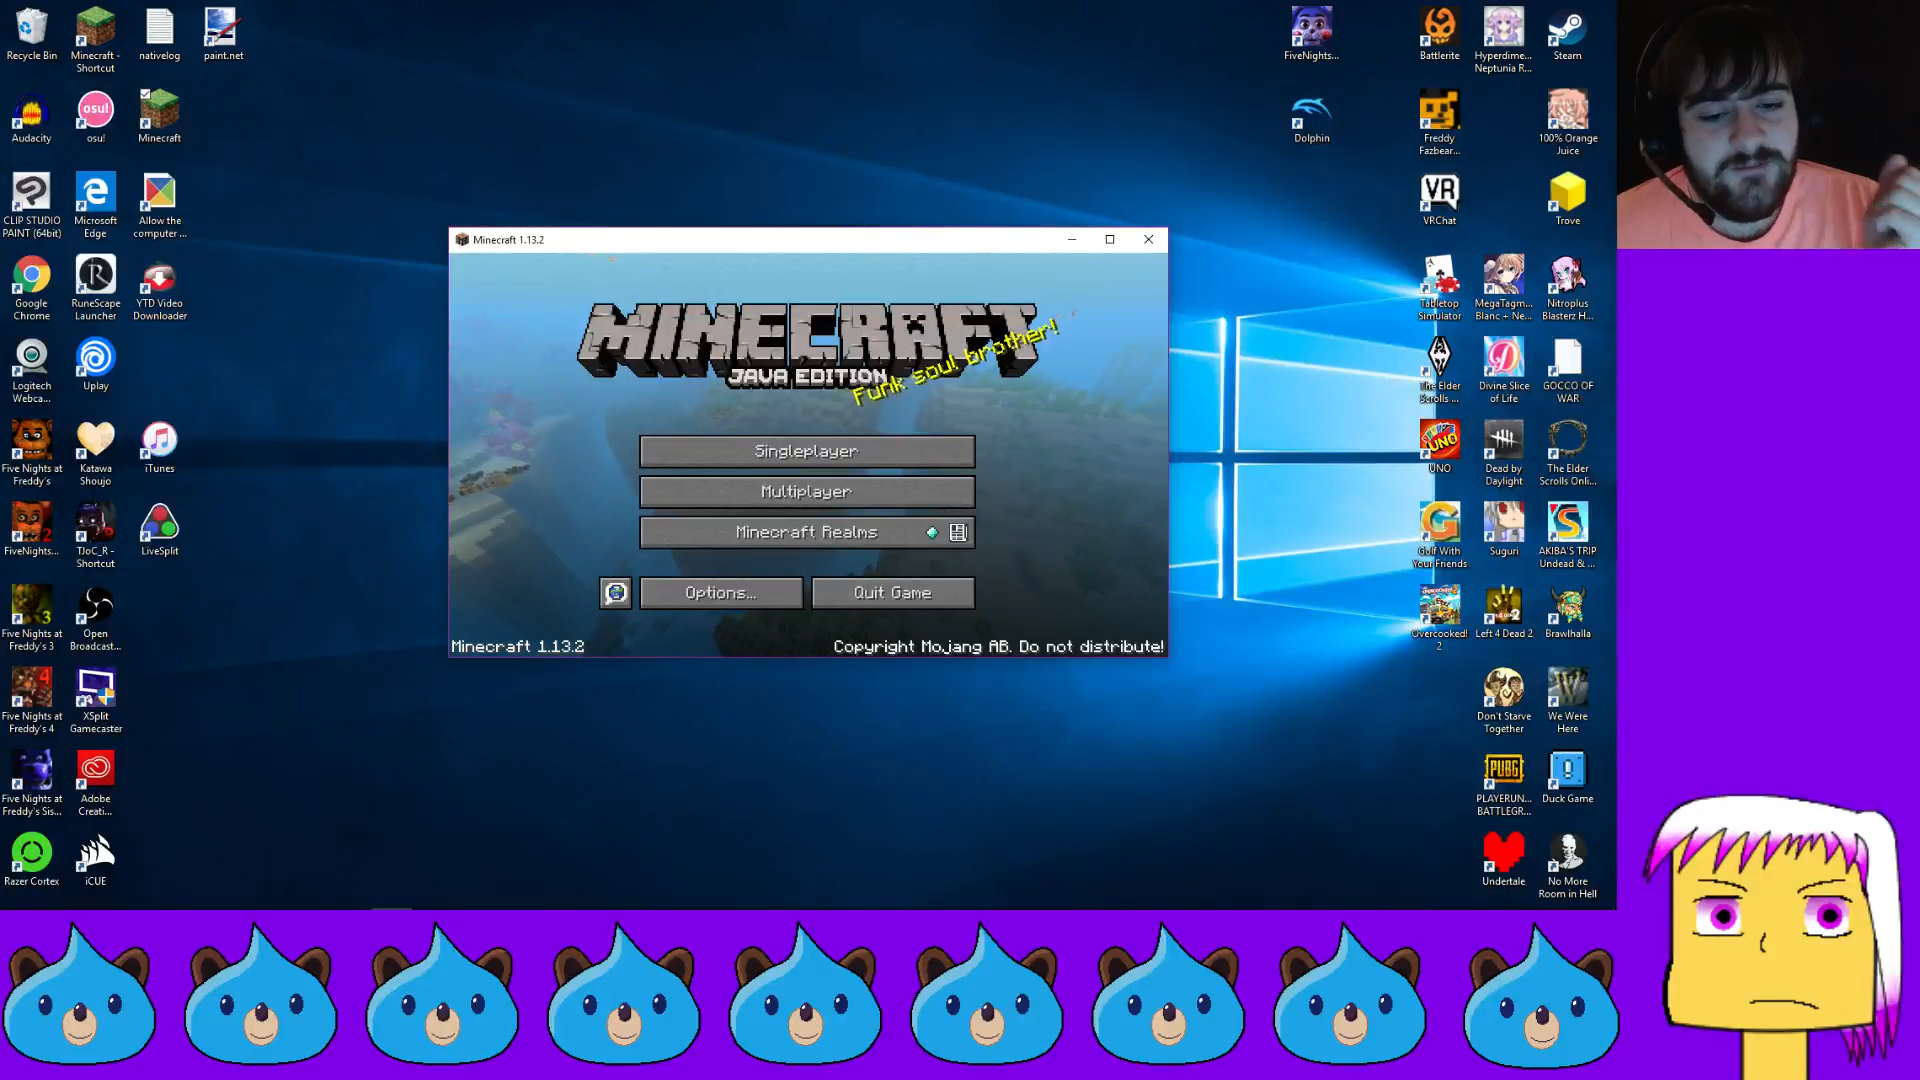 Recycle Bin
Minecraft -
Shortcut
nativelog
paint.net
Audacity
osu!
osu!
Minecraft
CLIP STUDIO
PAINT (64bit)
Microsoft
Edge
Allow the
computer ...
Google
Chrome
RuneScape
Launcher
YTD Video
Downloader
Logitech
Webca...
Uplay
Five Nights at
Freddy's
Katawa
Shoujo
iTunes
2
FiveNights...
TJoC_R -
Shortcut
LiveSplit
3
Five Nights at
Freddy's 3
Open
Broadcast...
4
Five Nights at
Freddy's 4
XSplit
Gamecaster
Five Nights at
Freddy's Sis...
Adobe
Creati...
Razer Cortex
iCUE
Minecraft 1.13.2
MINECRAFT
JAVA EDITION
Funk soul brother!
Singleplayer
Multiplayer
Minecraft Realms
Options...
Quit Game
Minecraft 1.13.2
Copyright Mojang AB. Do not distribute!
FiveNights...
Battlerite
Hyperdime...
Neptunia R...
Steam
Dolphin
Freddy
Fazbear...
100% Orange
Juice
VR
VRChat
Trove
Tabletop
Simulator
MegaTagm...
Blanc + Ne...
Nitroplus
Blasterz H...
The Elder
Scrolls ...
Divine Slice
of Life
GOCCO OF
WAR
UNO
UNO
Dead by
Daylight
The Elder
Scrolls Onli...
Golf With
Your Friends
Suguri
AKIBA'S TRIP
Undead & ...
Overcooked!
2
Left 4 Dead 2
Brawlhalla
Don't Starve
Together
We Were
Here
PUBG
PLAYERUN...
BATTLEGR...
Duck Game
Undertale
No More
Room in Hell